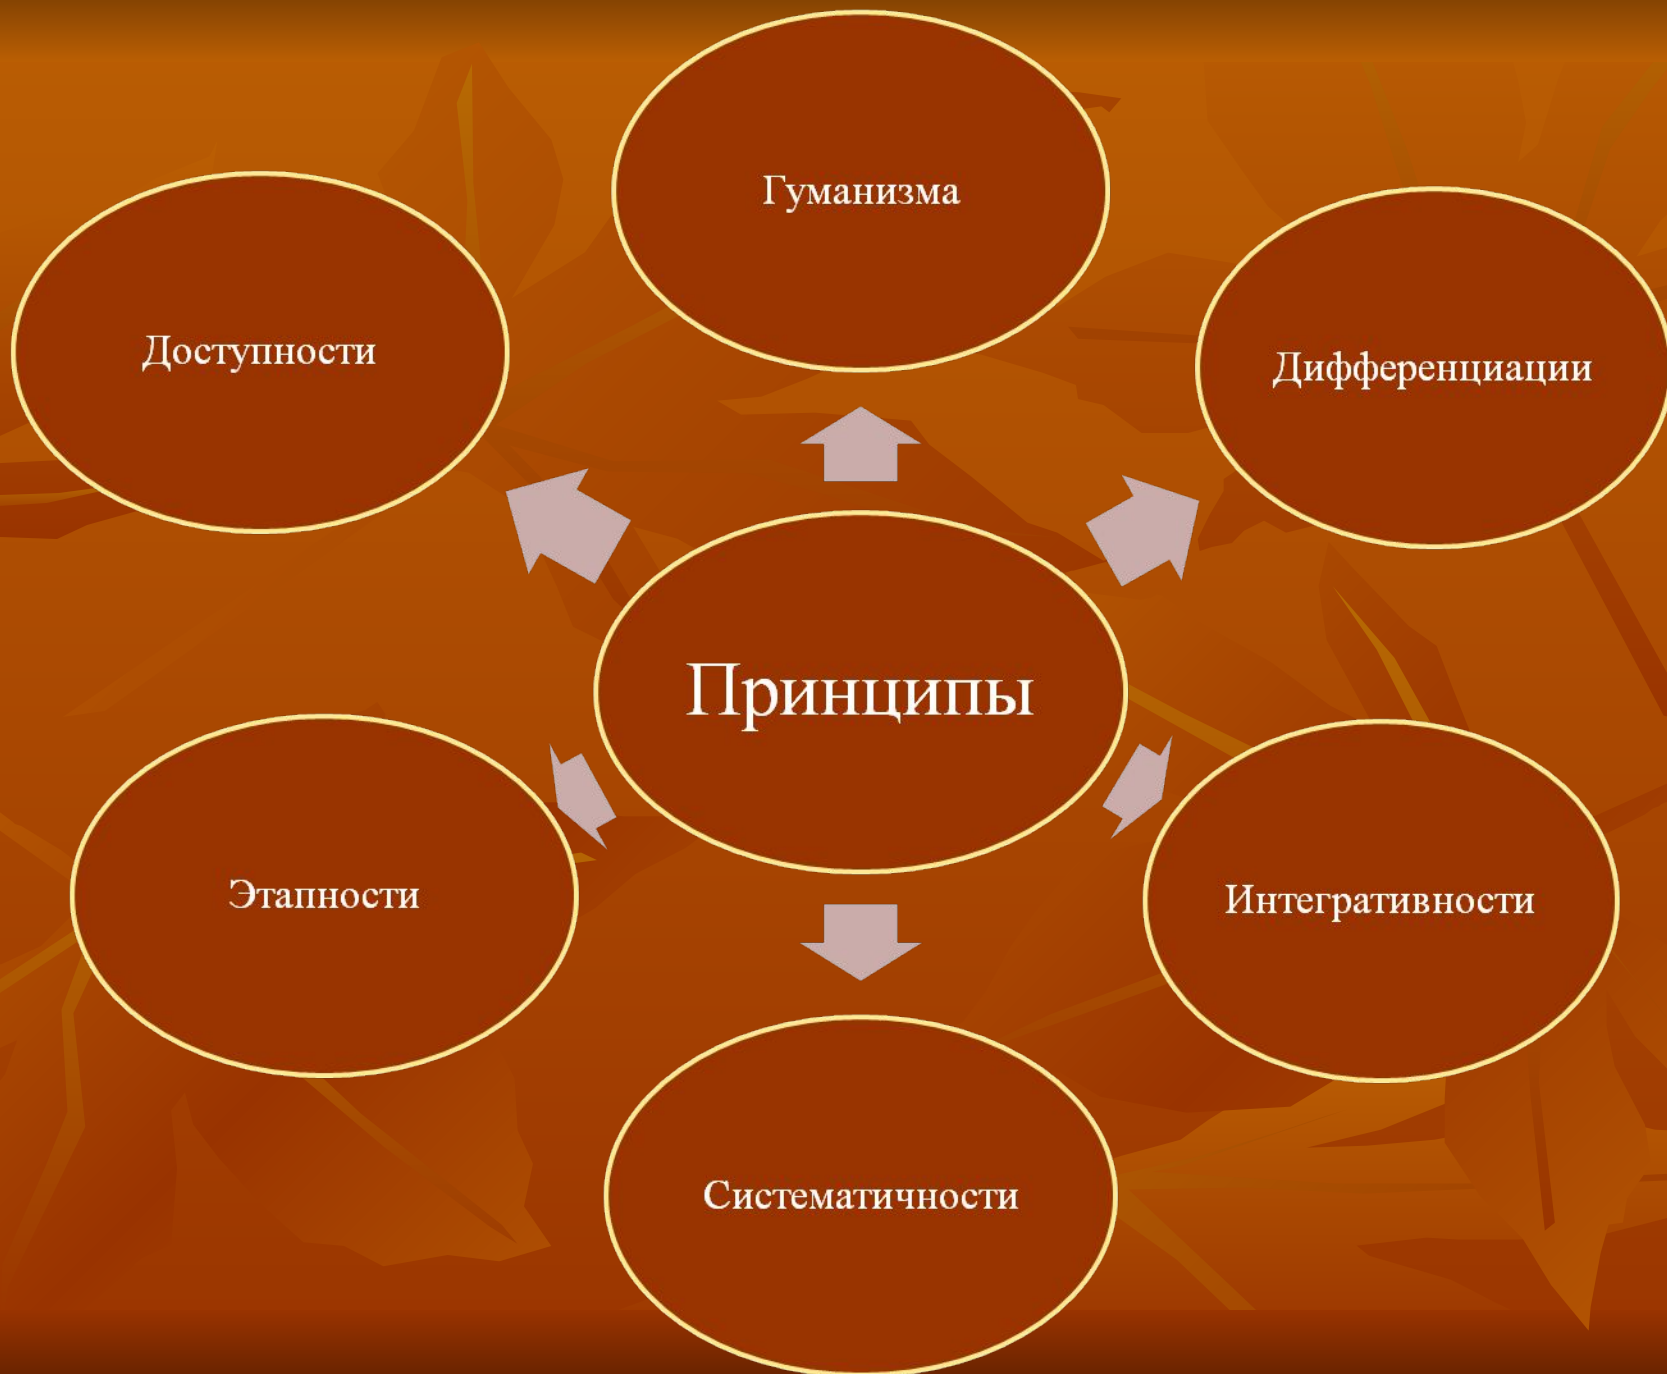 Гуманизма
Доступности
Дифференциации
Принципы
Этапности
Интегративности
Систематичности